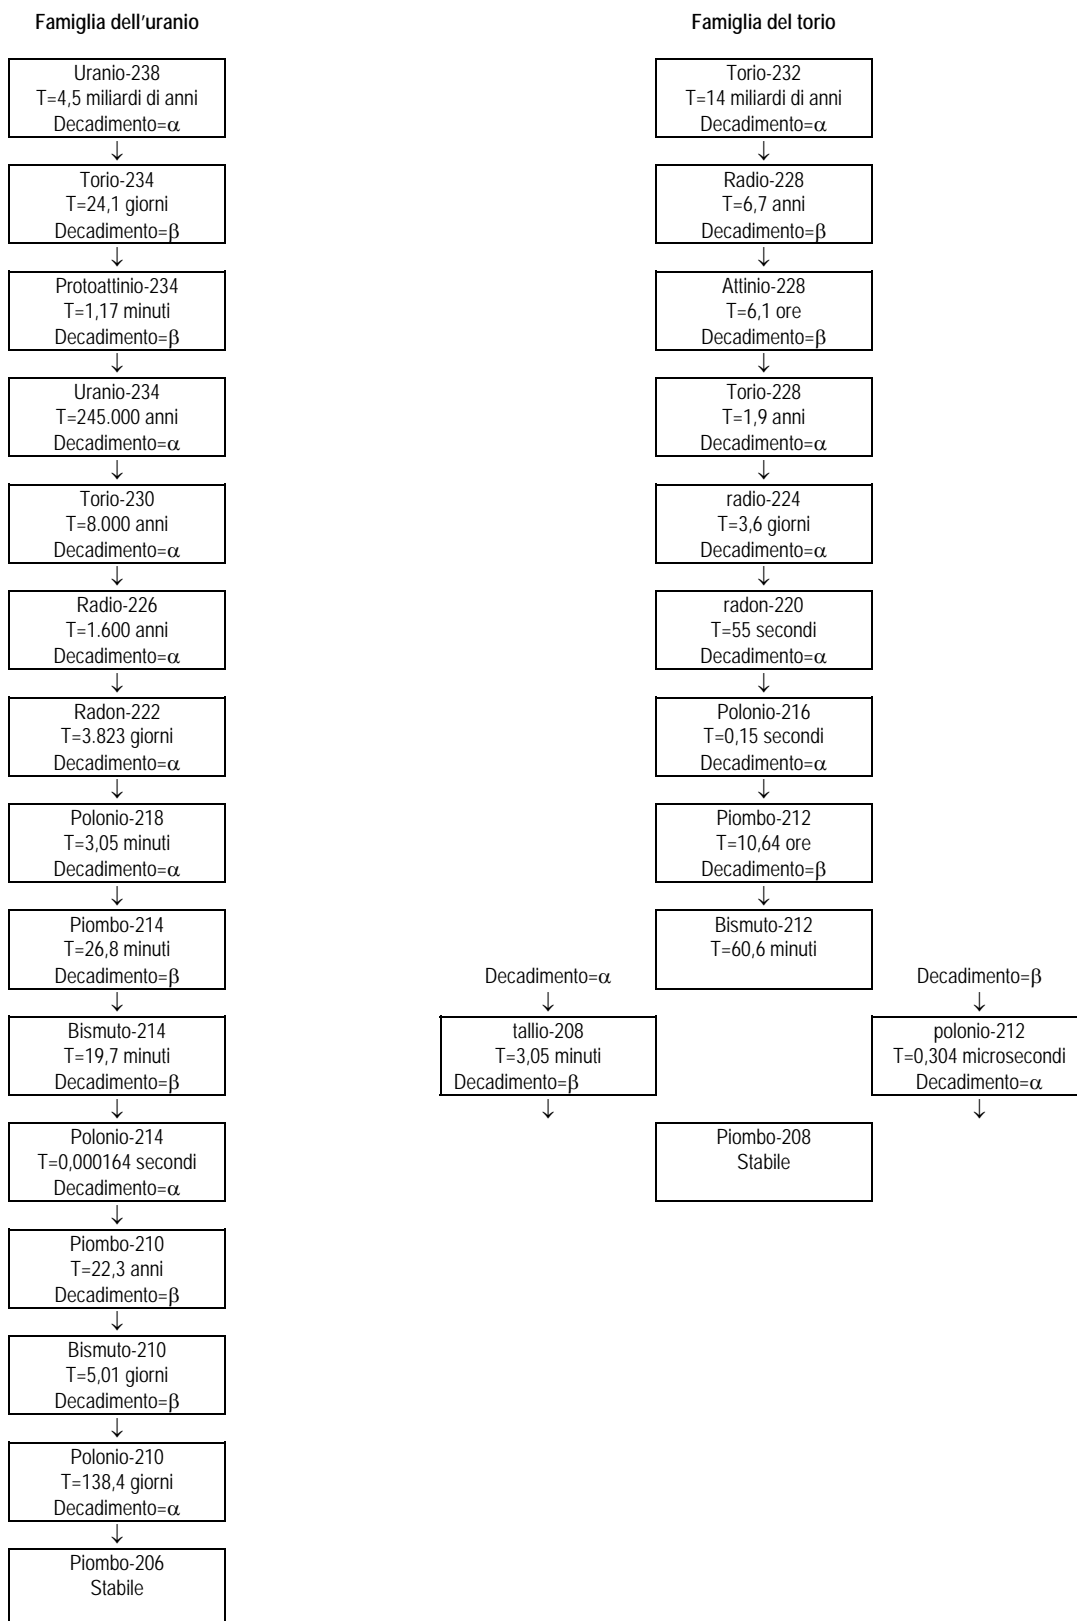 Famiglia dell'uranio
Uranio-238
T=4,5 miliardi di anni
Decadimento=α
↓
Torio-234
T=24,1 giorni
Decadimento=β
↓
Protoattinio-234
T=1,17 minuti
Decadimento=β
↓
Uranio-234
T=245.000 anni
Decadimento=α
↓
Torio-230
T=8.000 anni
Decadimento=α
↓
Radio-226
T=1.600 anni
Decadimento=α
↓
Radon-222
T=3.823 giorni
Decadimento=α
↓
Polonio-218
T=3,05 minuti
Decadimento=α
↓
Piombo-214
T=26,8 minuti
Decadimento=β
↓
Bismuto-214
T=19,7 minuti
Decadimento=β
↓
Polonio-214
T=0,000164 secondi
Decadimento=α
↓
Piombo-210
T=22,3 anni
Decadimento=β
↓
Bismuto-210
T=5,01 giorni
Decadimento=β
↓
Polonio-210
T=138,4 giorni
Decadimento=α
↓
Piombo-206
Stabile
Famiglia del torio
Torio-232
T=14 miliardi di anni
Decadimento=α
↓
Radio-228
T=6,7 anni
Decadimento=β
↓
Attinio-228
T=6,1 ore
Decadimento=β
↓
Torio-228
T=1,9 anni
Decadimento=α
↓
radio-224
T=3,6 giorni
Decadimento=α
↓
radon-220
T=55 secondi
Decadimento=α
↓
Polonio-216
T=0,15 secondi
Decadimento=α
↓
Piombo-212
T=10,64 ore
Decadimento=β
↓
Bismuto-212
T=60,6 minuti
Decadimento=α
↓
tallio-208
T=3,05 minuti
Decadimento=β
↓
Decadimento=β
↓
polonio-212
T=0,304 microsecondi
Decadimento=α
↓
Piombo-208
Stabile